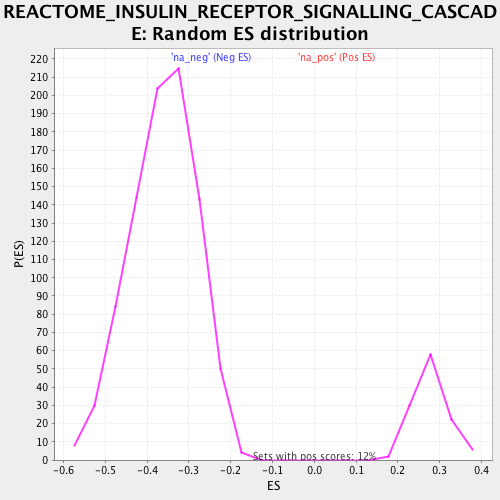 REACTOME_INSULIN_RECEPTOR_SIGNALLING_CASCAD
E: Random ES distribution
'na_neg' (Neg ES)
'na_pos' (Pos ES)
220
210
200
190
180
170
160
150
140
130
120
110
100
90
80
70
60
50
40
30
20
10
0
P(ES)
Sets with pos scores: 12%
-0.6 -0.5 -0.4 -0.3 -0.2 -0.1 0.0 0.1 0.2 0.3 0.4
ES